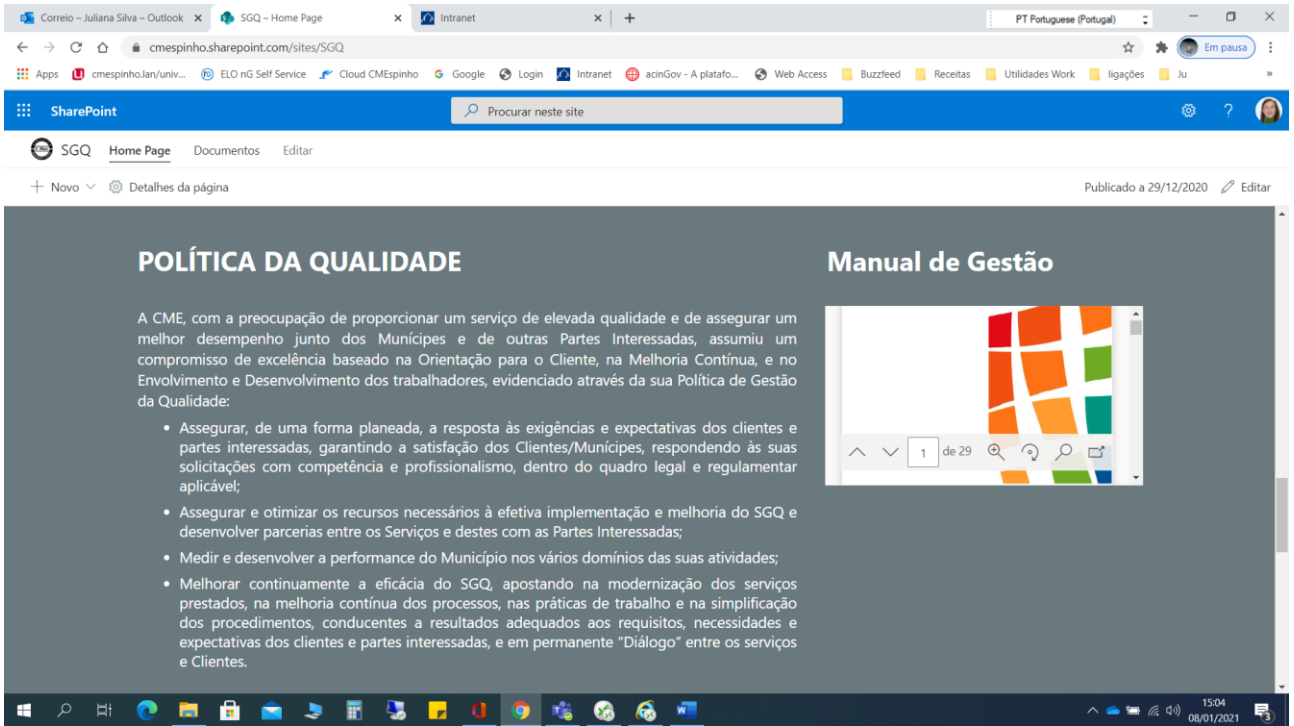 Correio – Juliana Silva – Outlook
SGQ – Home Page
Intranet
PT Portuguese (Portugal)
cmespinho.sharepoint.com/sites/SGQ
Em pausa
Apps
cmespinho.lan/univ...
ELO nG Self Service
Cloud CMEspinho
Google
Login
Intranet
acinGov - A platafo...
Web Access
Buzzfeed
Receitas
Utilidades Work
ligações
Ju
»
SharePoint
Procurar neste site
?
SGQ
Home Page
Documentos
Editar
Novo
Detalhes da página
Publicado a 29/12/2020
Editar
POLÍTICA DA QUALIDADE
A CME, com a preocupação de proporcionar um serviço de elevada qualidade e de assegurar um
melhor desempenho junto dos Munícipes e de outras Partes Interessadas, assumiu um
compromisso de excelência baseado na Orientação para o Cliente, na Melhoria Contínua, e no
Envolvimento e Desenvolvimento dos trabalhadores, evidenciado através da sua Política de Gestão
da Qualidade:
• Assegurar, de uma forma planeada, a resposta às exigências e expectativas dos clientes e
partes interessadas, garantindo a satisfação dos Clientes/Munícipes, respondendo às suas
solicitações com competência e profissionalismo, dentro do quadro legal e regulamentar
aplicável;
• Assegurar e otimizar os recursos necessários à efetiva implementação e melhoria do SGQ e
desenvolver parcerias entre os Serviços e destes com as Partes Interessadas;
• Medir e desenvolver a performance do Município nos vários domínios das suas atividades;
• Melhorar continuamente a eficácia do SGQ, apostando na modernização dos serviços
prestados, na melhoria contínua dos processos, nas práticas de trabalho e na simplificação
dos procedimentos, conducentes a resultados adequados aos requisitos, necessidades e
expectativas dos clientes e partes interessadas, e em permanente “Diálogo” entre os serviços
e Clientes.
Manual de Gestão
1 de 29
15:04
08/01/2021
3